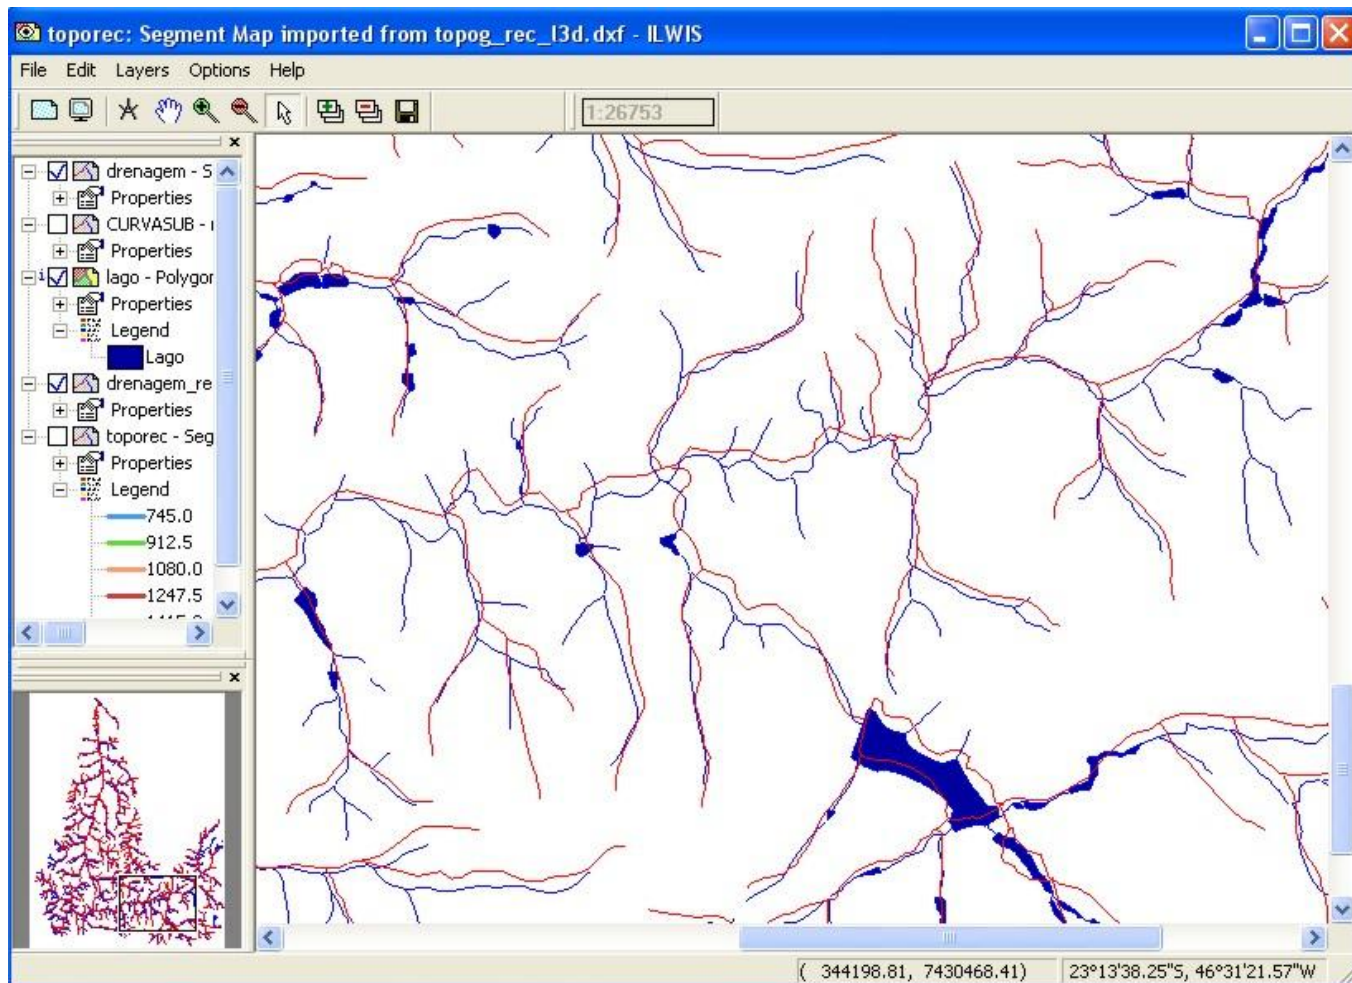 toporec: Segment Map imported from topog_rec_l3d.dxf - ILWIS
File Edit Layers Options Help
1:26753
drenagem - S
Properties
CURVASUB -
Properties
lago - Polygor
Properties
Legend
Lago
drenagem_re
Properties
toporec - Seg
Properties
Legend
745.0
912.5
1080.0
1247.5
( 344198.81, 7430468.41) 23°13'38.25"S, 46°31'21.57"W